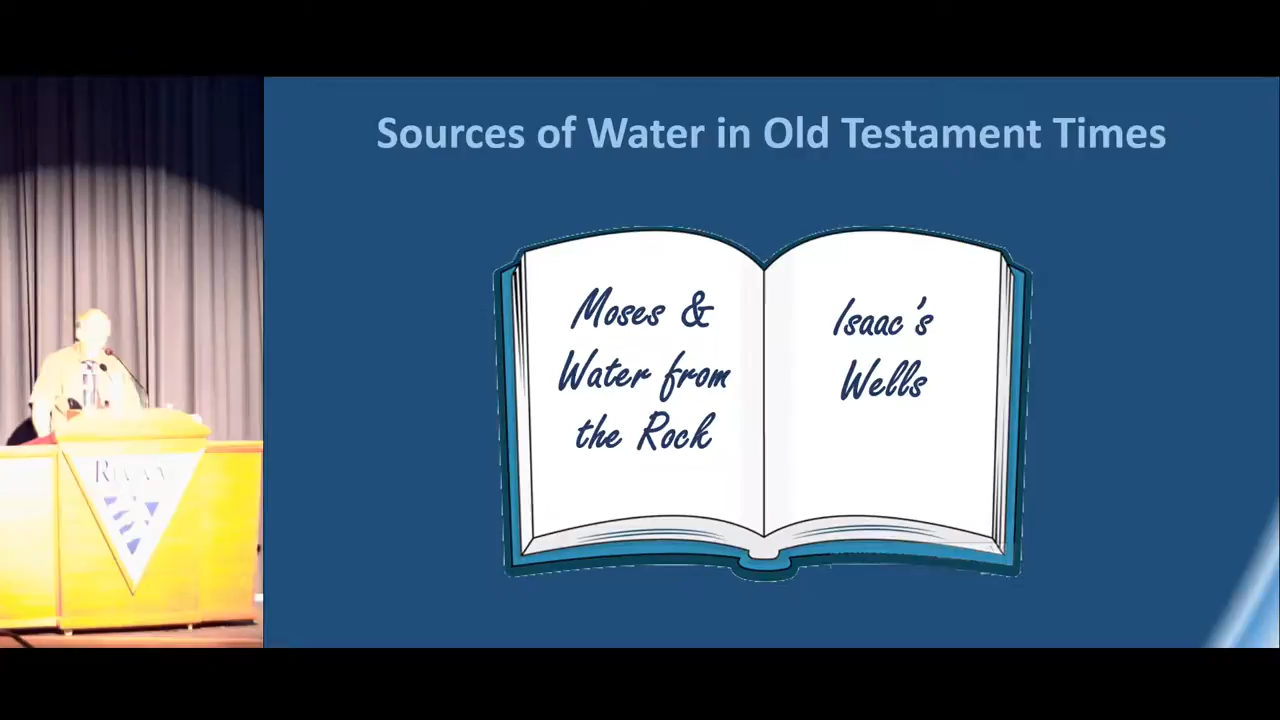 Sources of Water in Old Testament Times
Moses &
Water from
the Rock
Isaac's
Wells